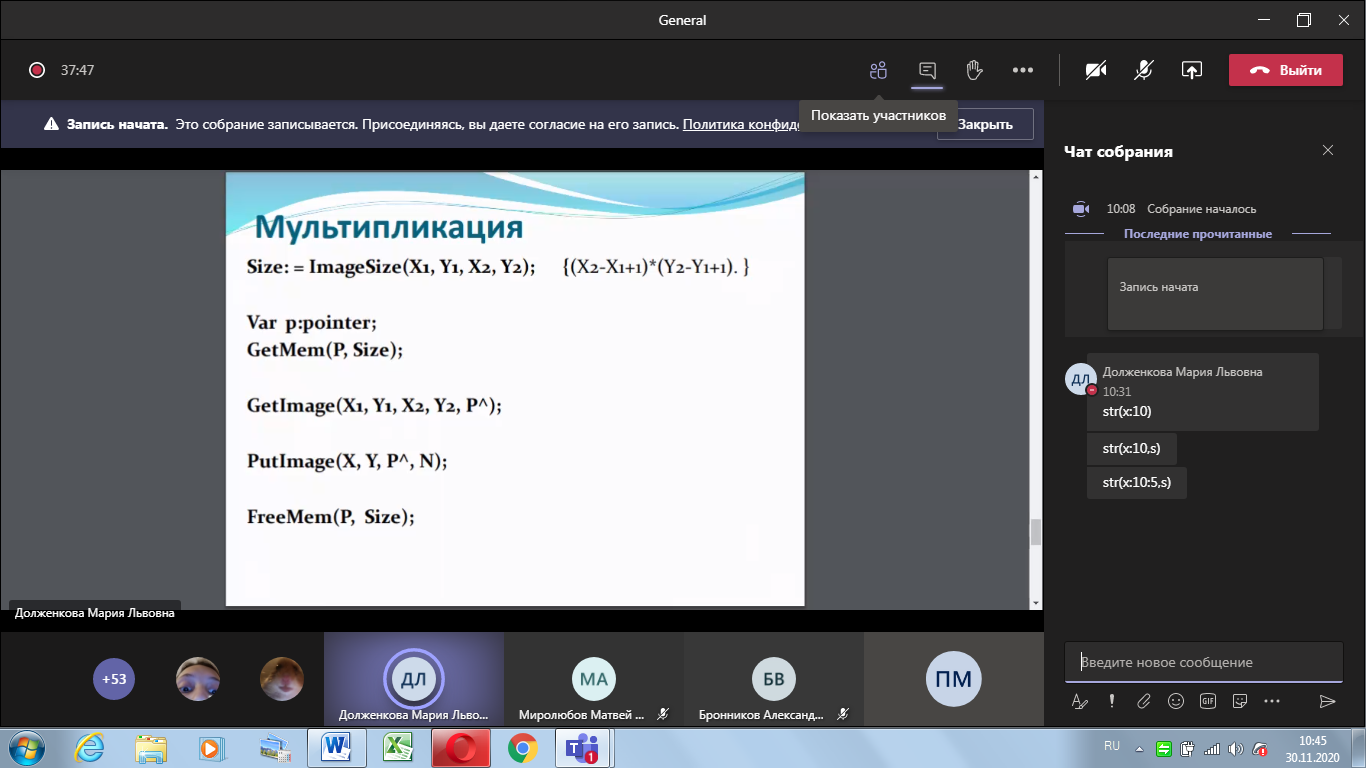 General
37:47
Выйти
Показать участников
Запись начата. Это собрание записывается. Присоединяясь, вы даете согласие на его запись. Политика конфид
Закрыть
Мультипликация
Size: = ImageSize(X1, Y1, X2, Y2); {(X2-X1+1)*(Y2-Y1+1). }
Var p:pointer;
GetMem(P, Size);
GetImage(X1, Y1, X2, Y2, P^);
PutImage(X, Y, P^, N);
FreeMem(P, Size);
Долженкова Мария Львовна
+53
ДЛ
Долженкова Мария Льво...
МА
Миролюбов Матвей ...
БВ
Бронников Александ...
ПМ
Чат собрания
10:08 Собрание началось
Последние прочитанные
Запись начата
ДЛ
Долженкова Мария Львовна
10:31
str(x:10)
str(x:10,s)
str(x:10:5,s)
Введите новое сообщение
GIF
1
RU
10:45
30.11.2020